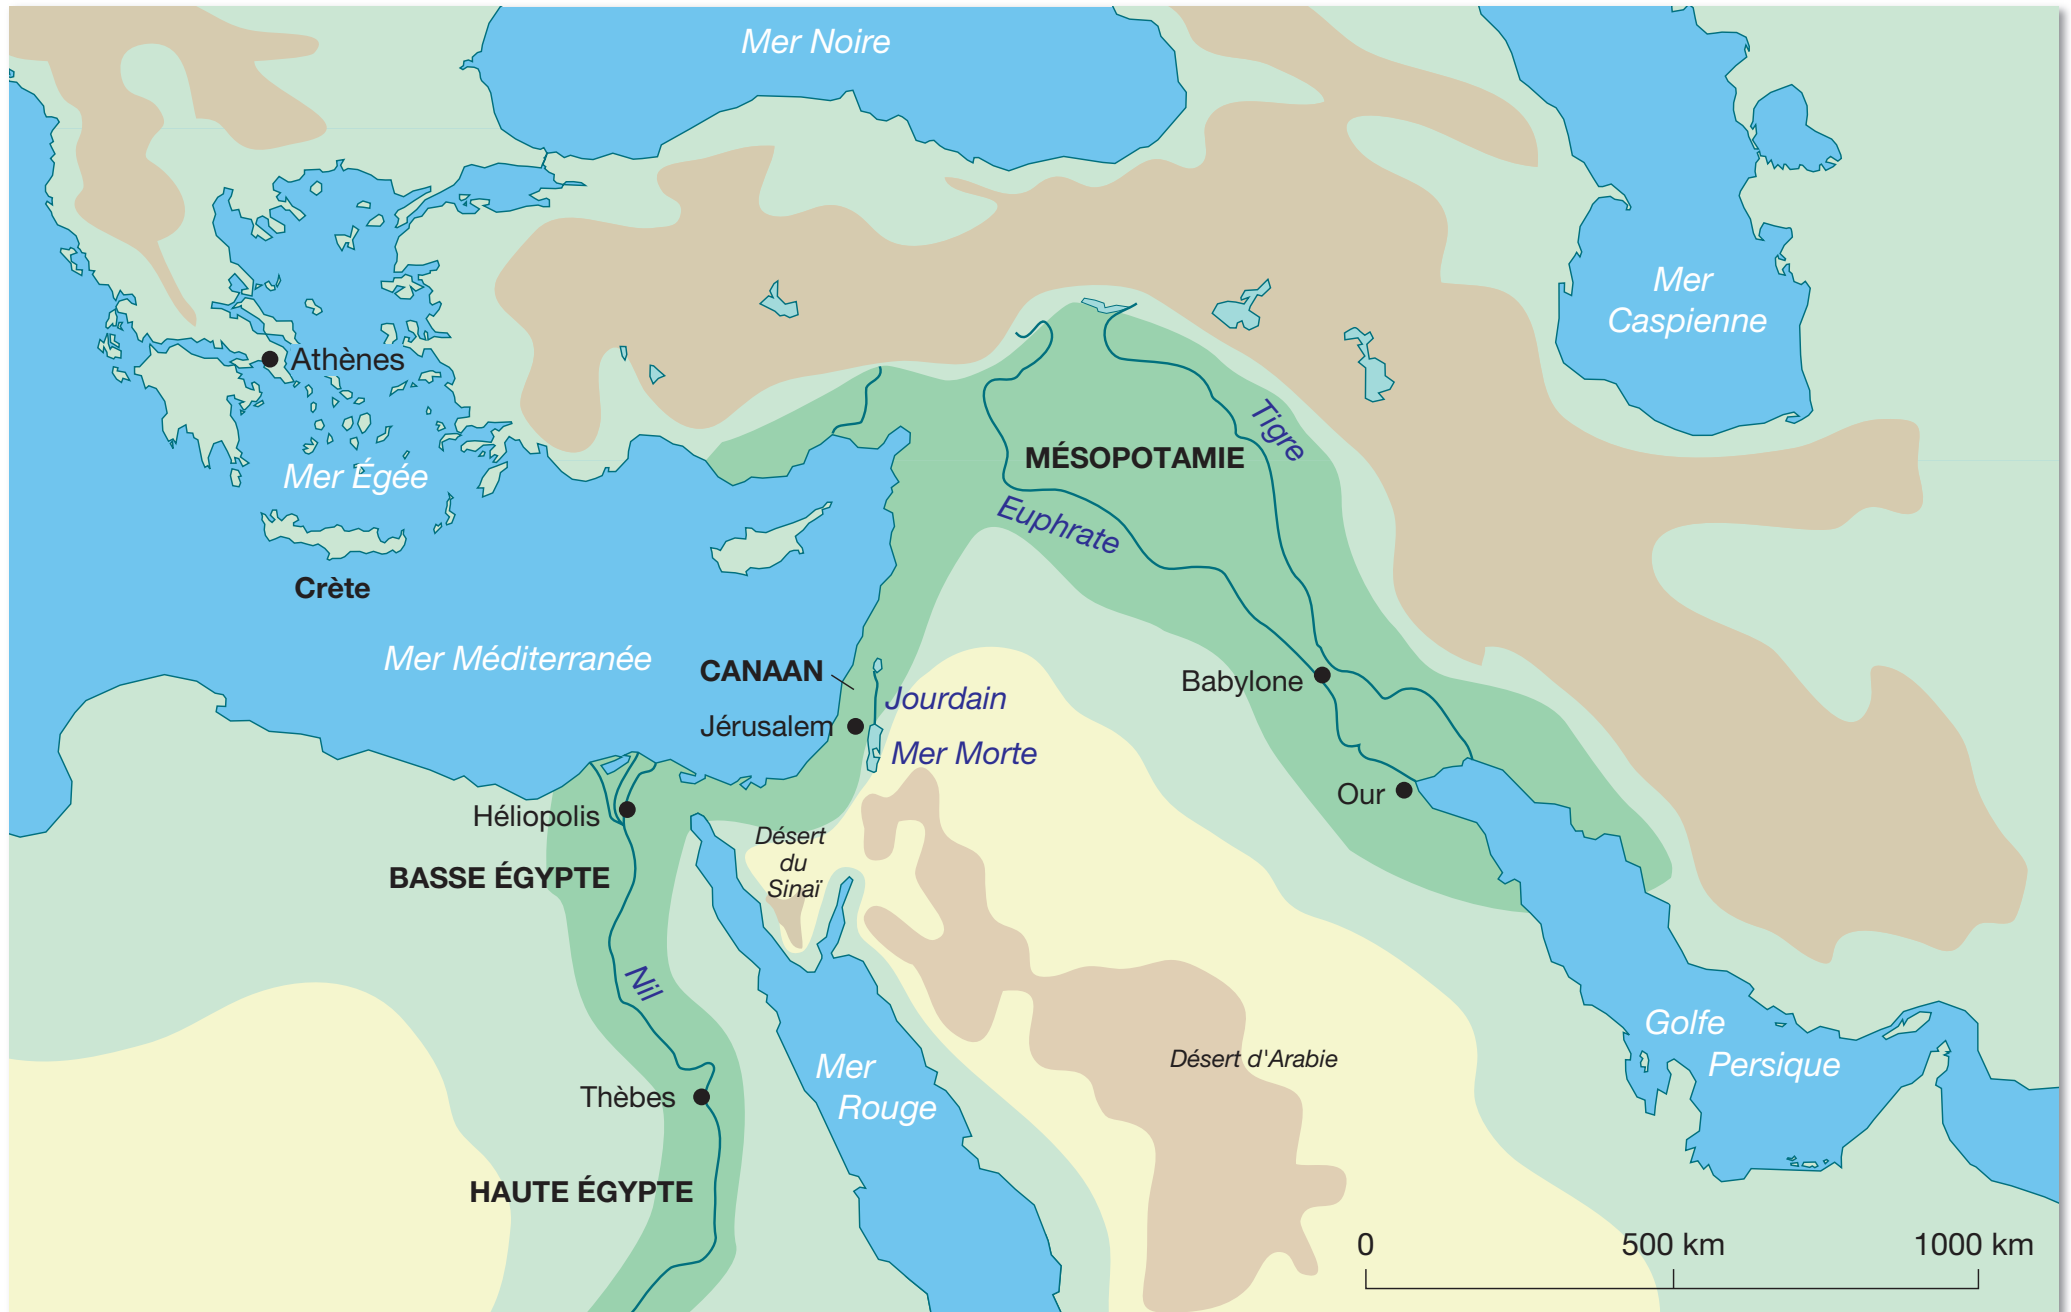 Mer Noire
Mer
Caspienne
Athènes
Tigre
MÉSOPOTAMIE
Mer Égée
Euphrate
Crète
Mer Méditerranée
CANAAN
Babylone
Jourdain
Jérusalem
Mer Morte
Our
Héliopolis
Désert
du
Sinaï
BASSE ÉGYPTE
Nil
Golfe
Persique
Mer
Rouge
Désert d'Arabie
Thèbes
HAUTE ÉGYPTE
0 500 km 1000 km